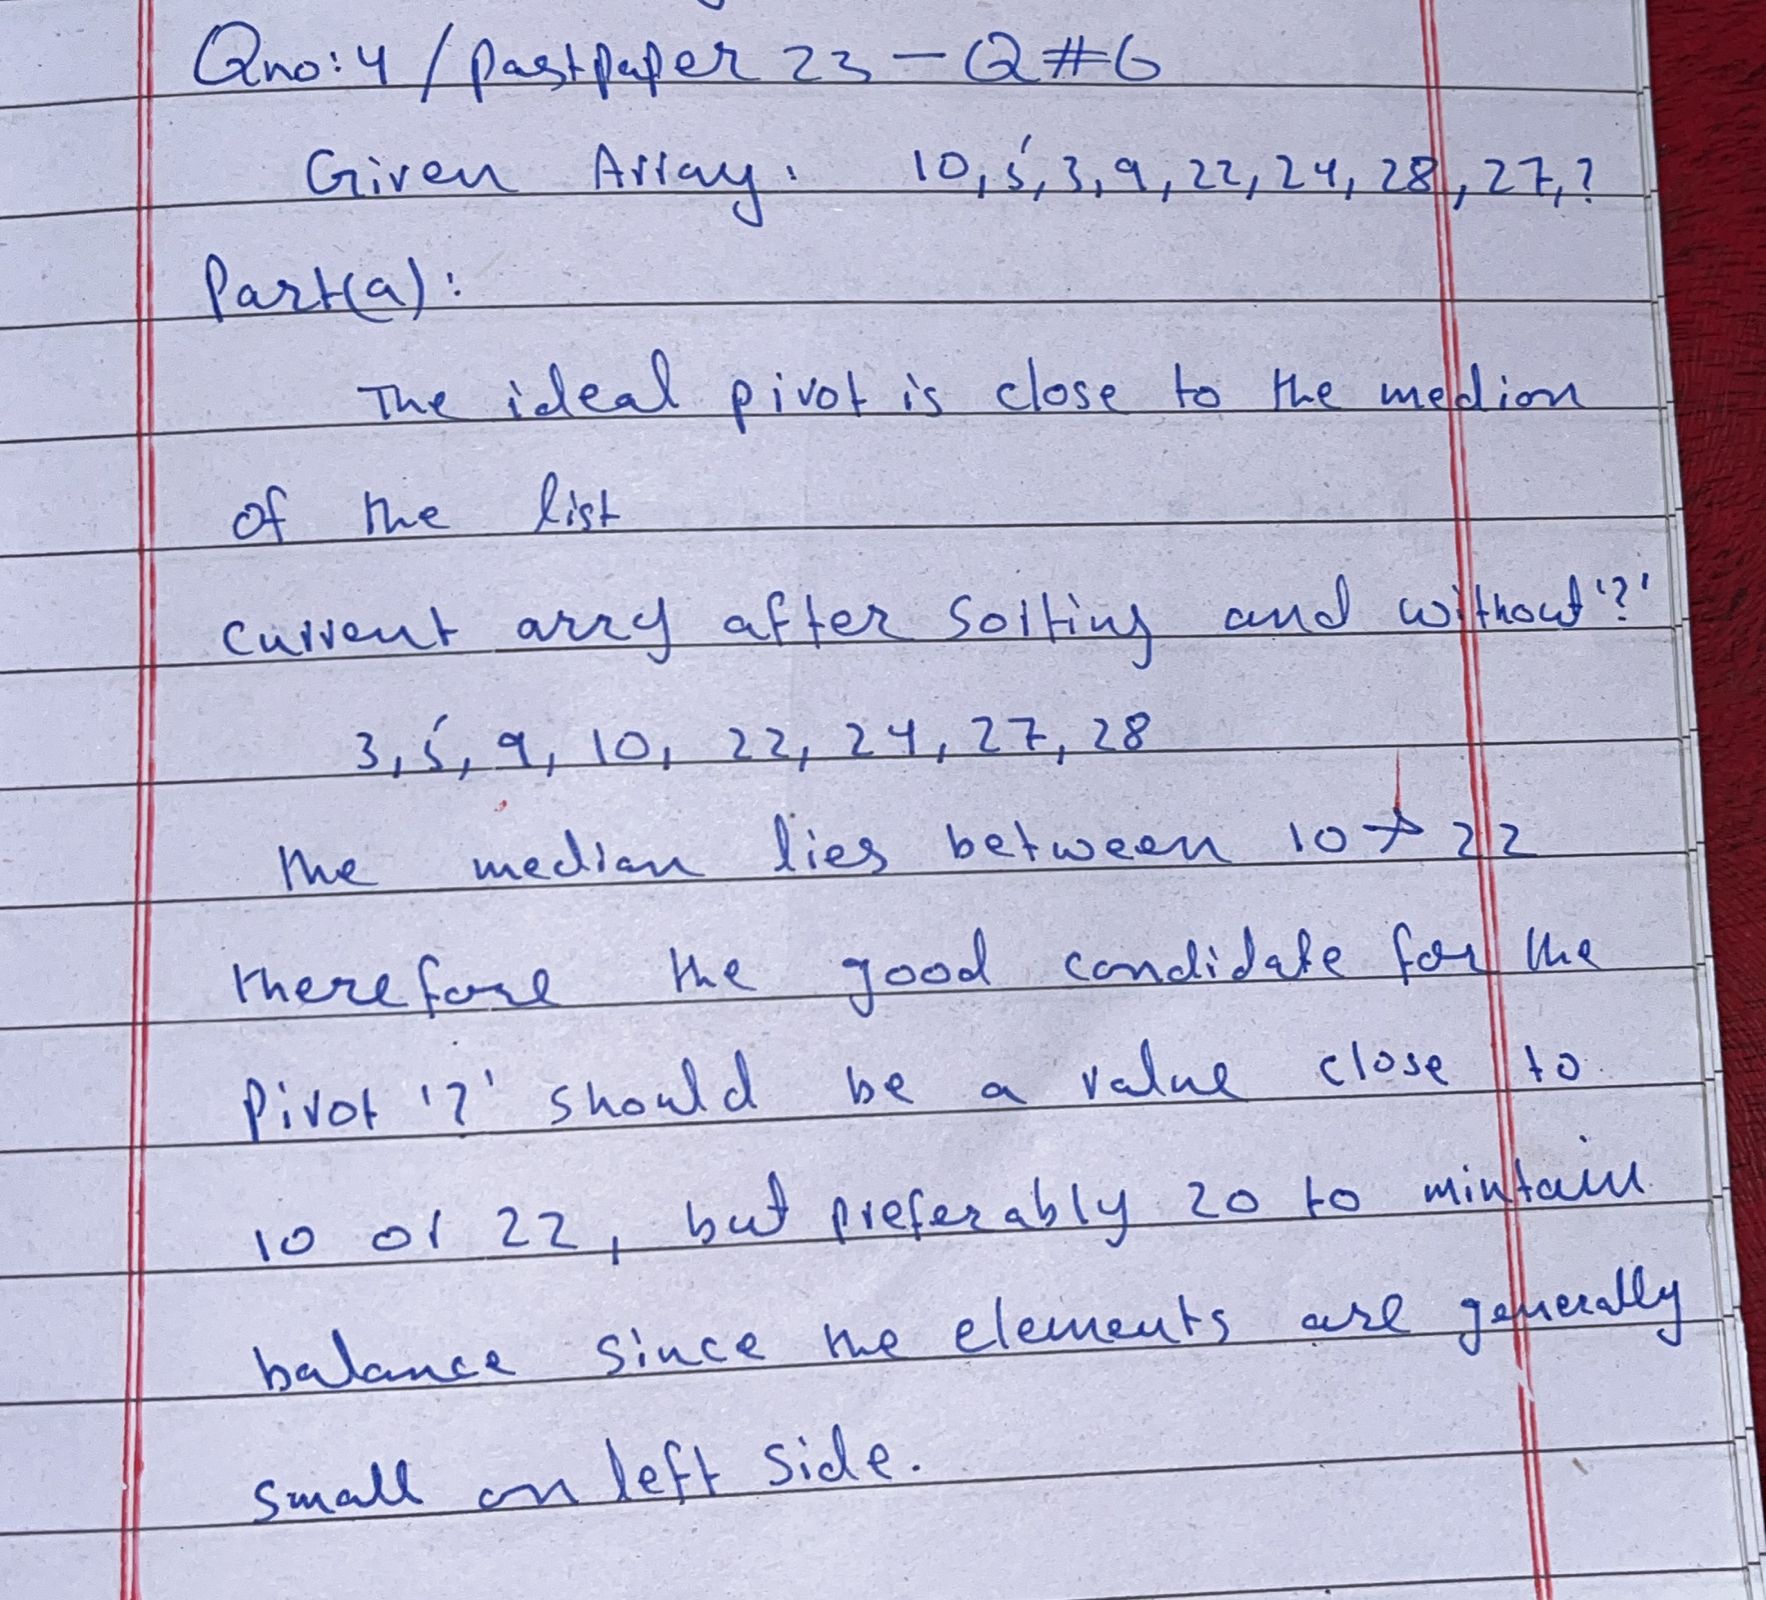 Qno:4 / pastpaper 23 - Q#6
Given Array: 10, 5, 3, 9, 22, 24, 28, 27, ?
Part(a):
The ideal pivot is close to the medion
of the list
current arry after Sorting and without '?'
3, 5, 9, 10, 22, 24, 27, 28
the median lies between 10 → 22
therefore the good candidate for the
Pivot '?' should be a value close to
10 or 22, but preferably 20 to mintain
balance since the elements are generally
small on left side.